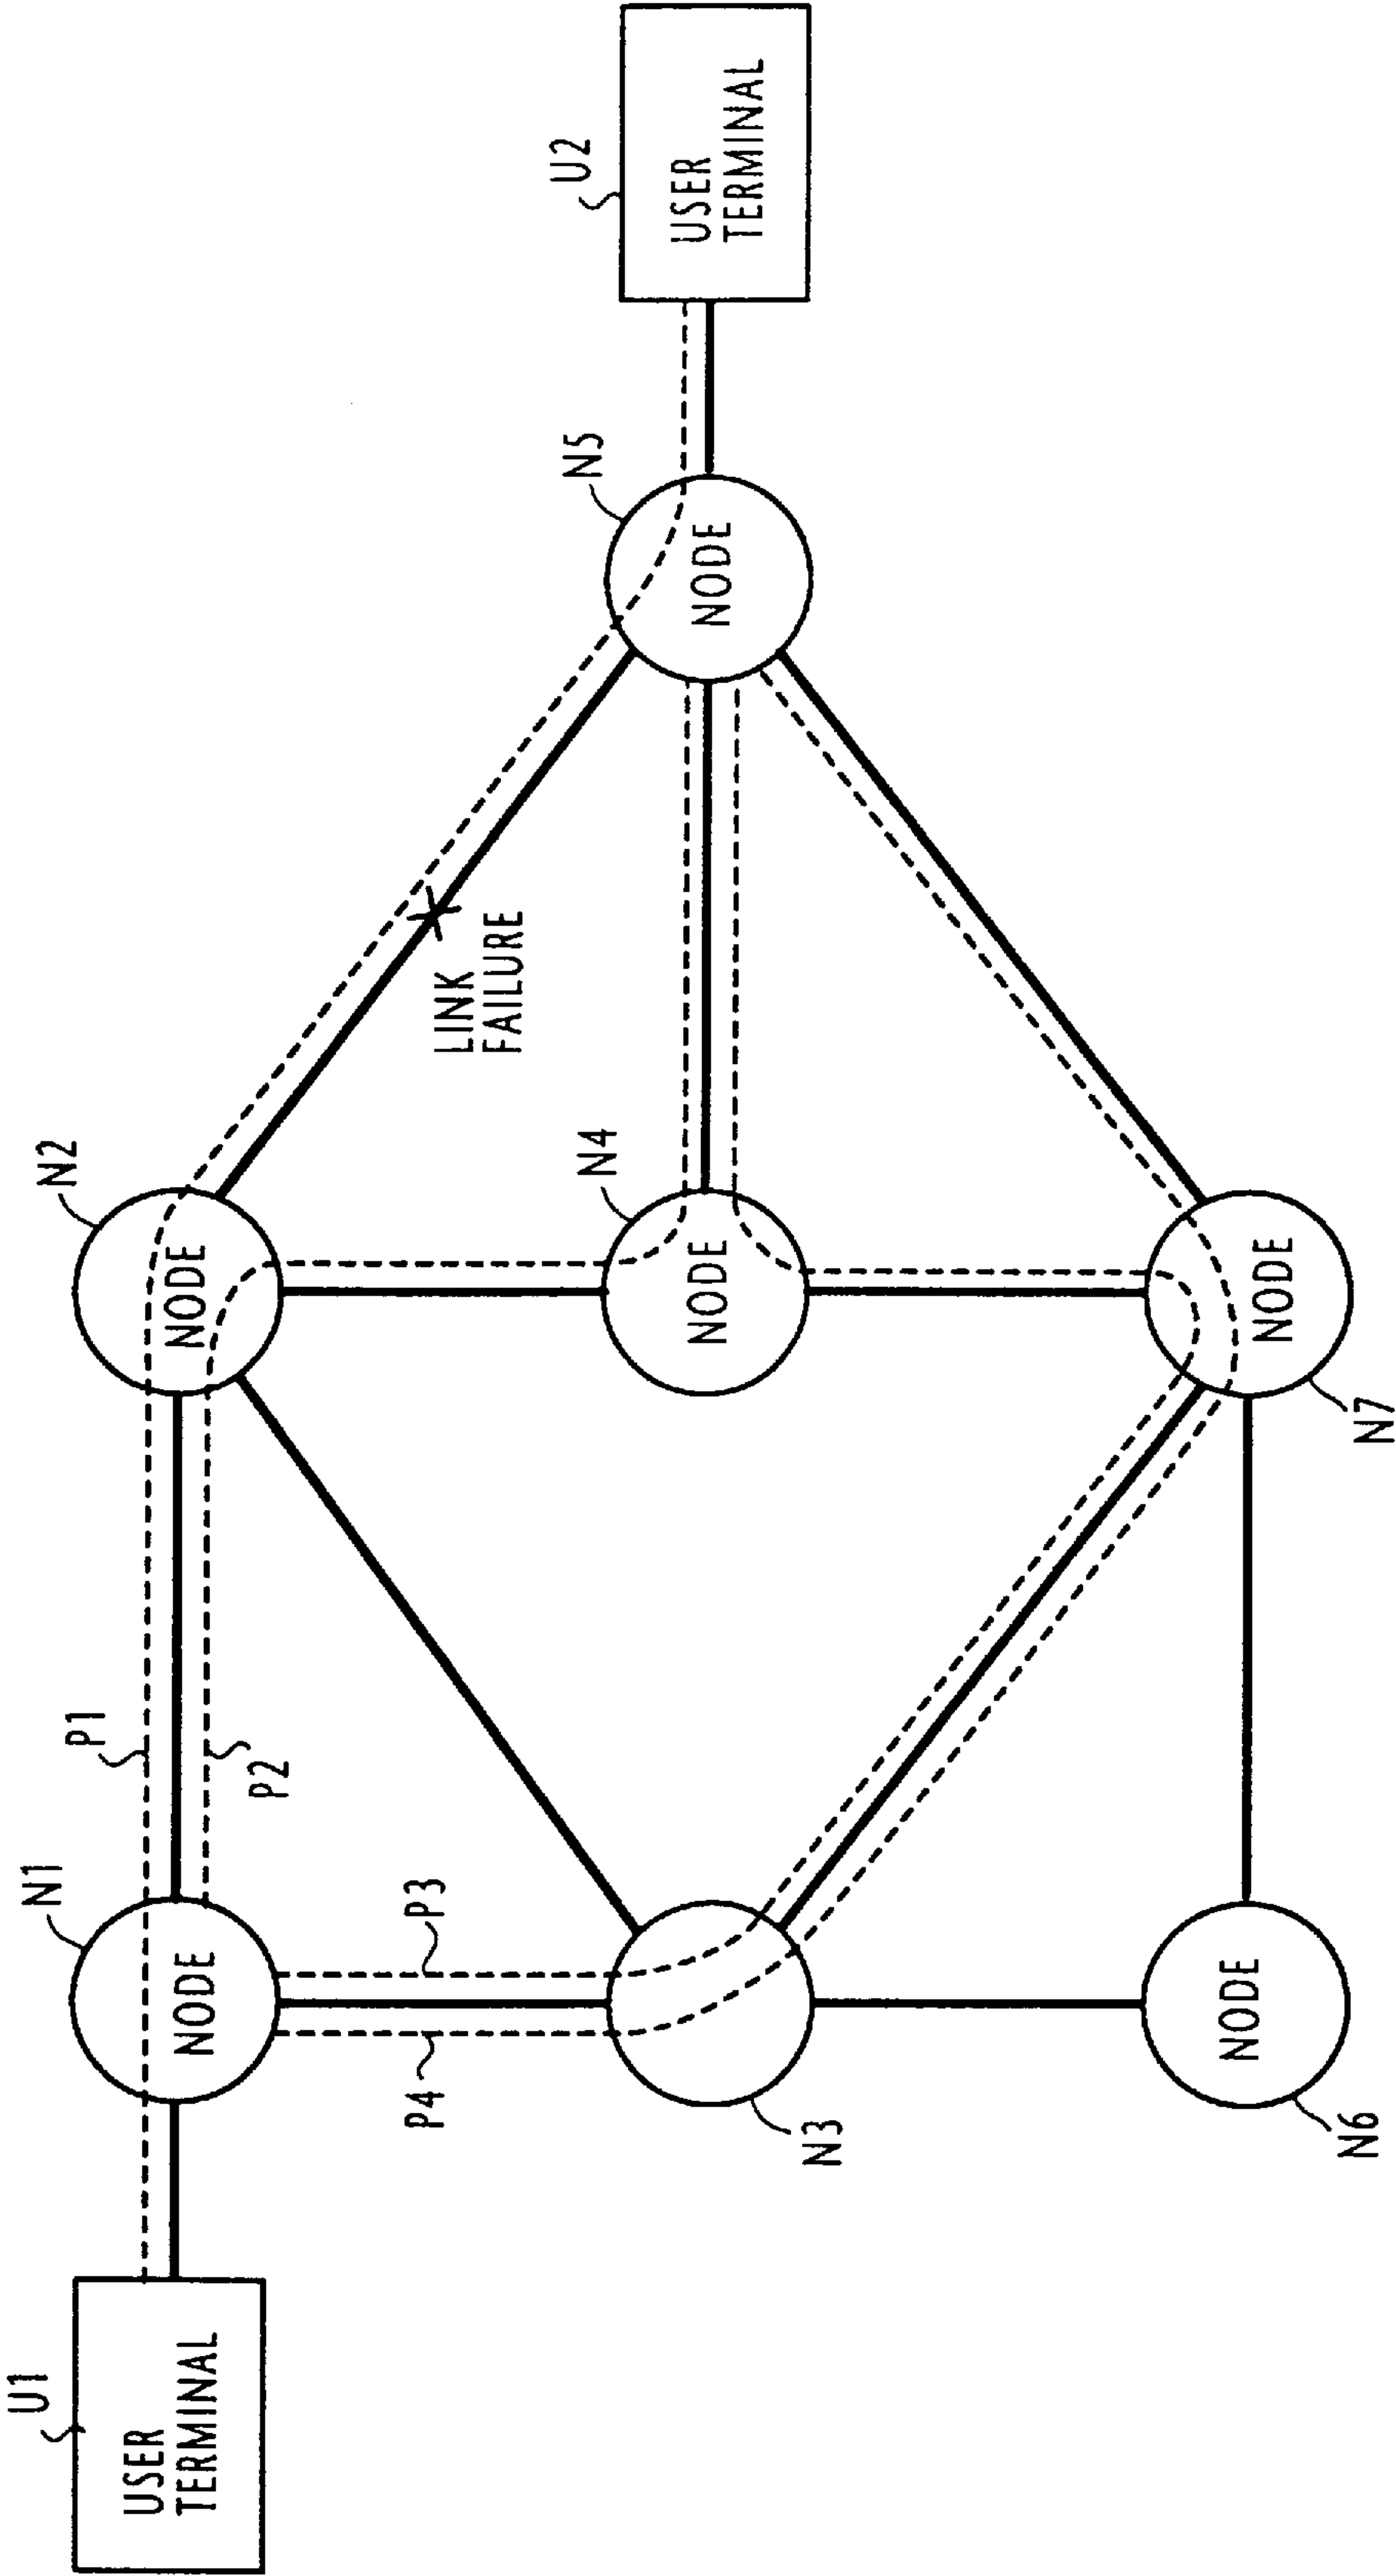 U1
USER
TERMINAL
N1
NODE
P1
P2
N2
NODE
P3
P4
N3
N4
NODE
LINK
FAILURE
N5
NODE
U2
USER
TERMINAL
N6
NODE
N7
NODE